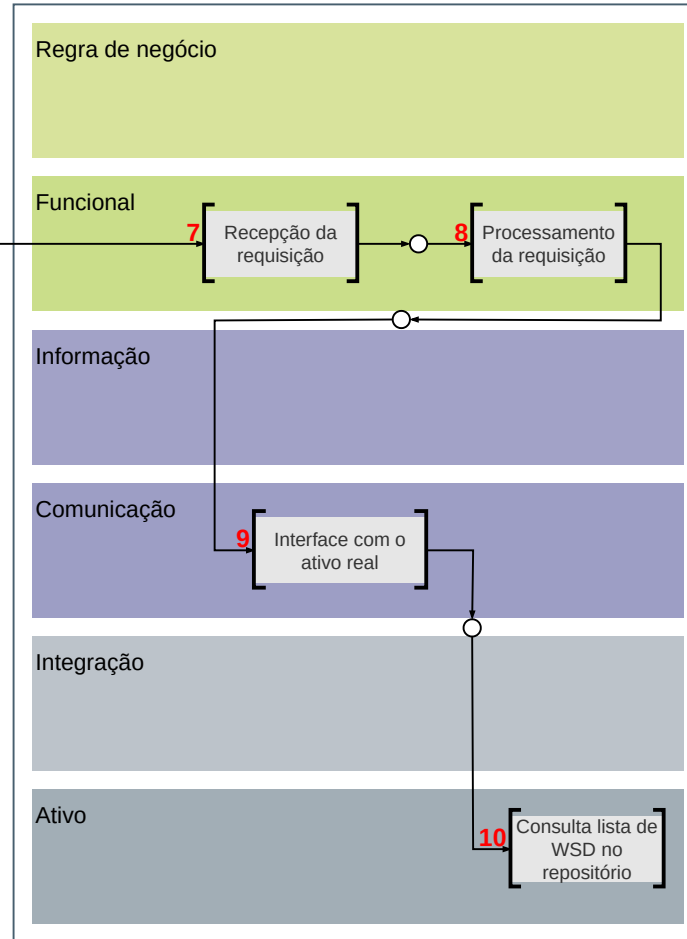 Regra de negócio
Funcional
7
Recepção da
requisição
8
Processamento
da requisição
Informação
Comunicação
9
Interface com o
ativo real
Integração
Ativo
10
Consulta lista de
WSD no
repositório